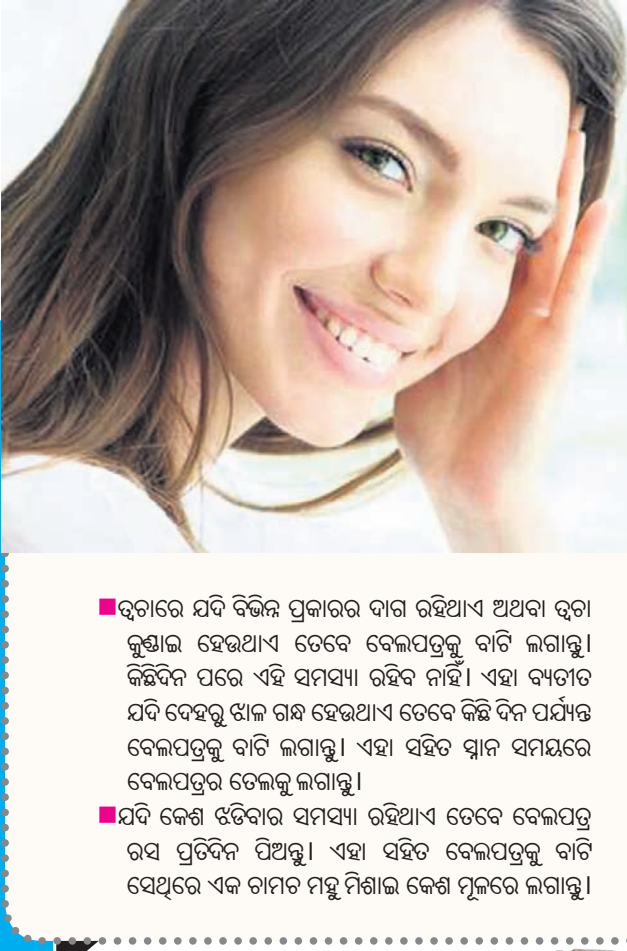 ■ତ୍ୱଚାରେ ଯଦି ବିଭିନ୍ନ ପ୍ରକାରର ଦାଗ ରହିଥାଏ ଅଥବା ତ୍ୱଚା
କୁଣ୍ଡାଇ ହେଉଥାଏ ତେବେ ବେଲପତ୍ରକୁ ବାଟି ଲଗାନ୍ତୁ।
କିଛିଦିନ ପରେ ଏହି ସମସ୍ୟା ରହିବ ନାହିଁ। ଏହା ବ୍ୟତୀତ
ଯଦି ଦେହରୁ ଝାଳ ଗନ୍ଧ ହେଉଥାଏ ତେବେ କିଛି ଦିନ ପର୍ଯ୍ୟନ୍ତ
ବେଲପତ୍ରକୁ ବାଟି ଲଗାନ୍ତୁ। ଏହା ସହିତ ସ୍ନାନ ସମୟରେ
ବେଲପତ୍ରର ତେଲକୁ ଲଗାନ୍ତୁ।
■ଯଦି କେଶ ଝଡିବାର ସମସ୍ୟା ରହିଥାଏ ତେବେ ବେଲପତ୍ର
ରସ ପ୍ରତିଦିନ ପିଅନ୍ତୁ। ଏହା ସହିତ ବେଲପତ୍ରକୁ ବାଟି
ସେଥିରେ ଏକ ଚାମଚ ମହୁ ମିଶାଇ କେଶ ମୂଳରେ ଲଗାନ୍ତୁ।